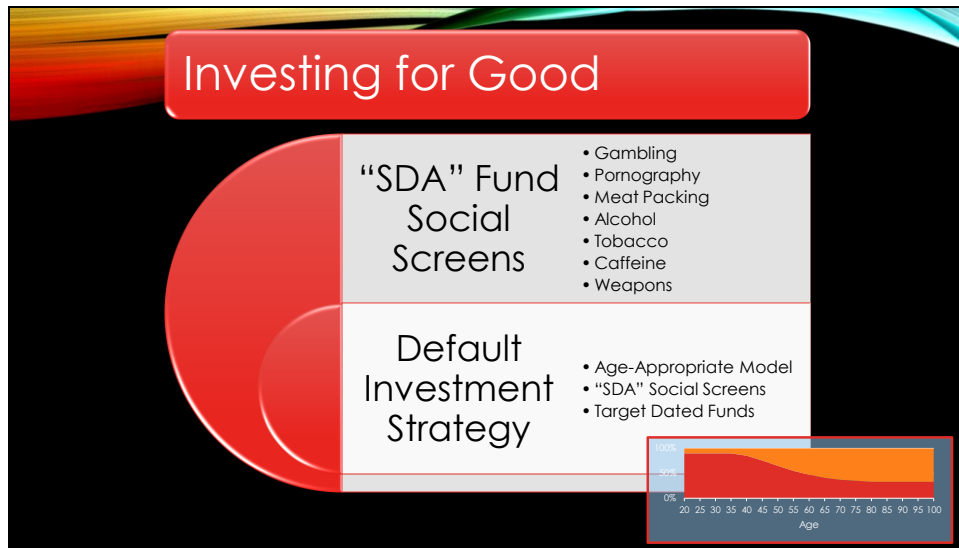 Investing for Good
“SDA” Fund
Social
Screens
• Gambling
• Pornography
• Meat Packing
• Alcohol
• Tobacco
• Caffeine
• Weapons
Default
Investment
Strategy
• Age-Appropriate Model
• “SDA” Social Screens
• Target Dated Funds
100%
50%
0%
20 25 30 35 40 45 50 55 60 65 70 75 80 85 90 95 100
Age